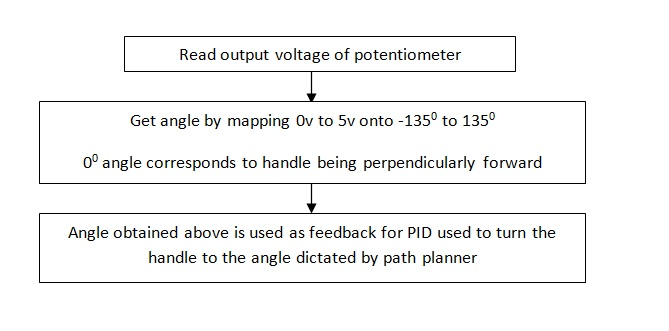 Read output voltage of potentiometer
Get angle by mapping 0v to 5v onto -135⁰ to 135⁰
0⁰ angle corresponds to handle being perpendicularly forward
Angle obtained above is used as feedback for PID used to turn the
handle to the angle dictated by path planner